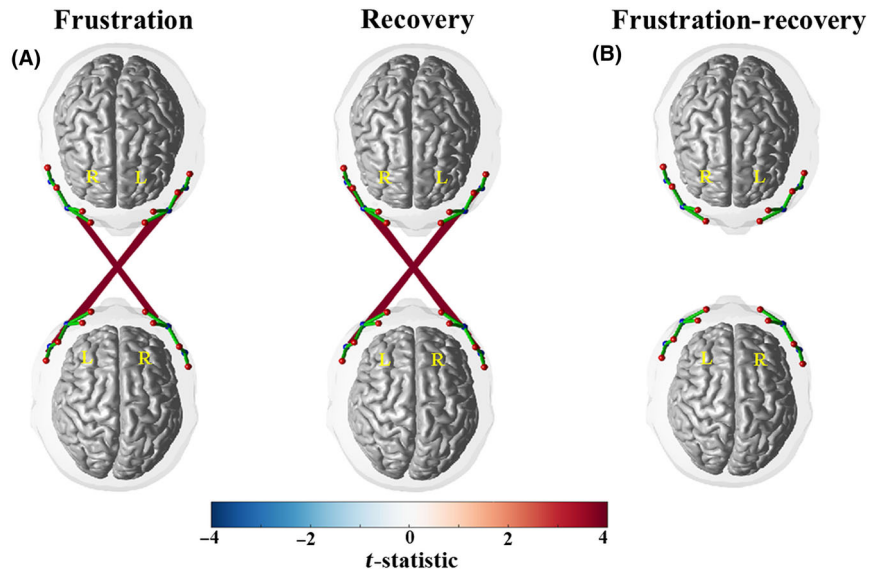 Frustration
Recovery
Frustration-recovery
(A)
(B)
R L
R L
R L
L R
L R
L R
−4 −2 0 2 4
t-statistic